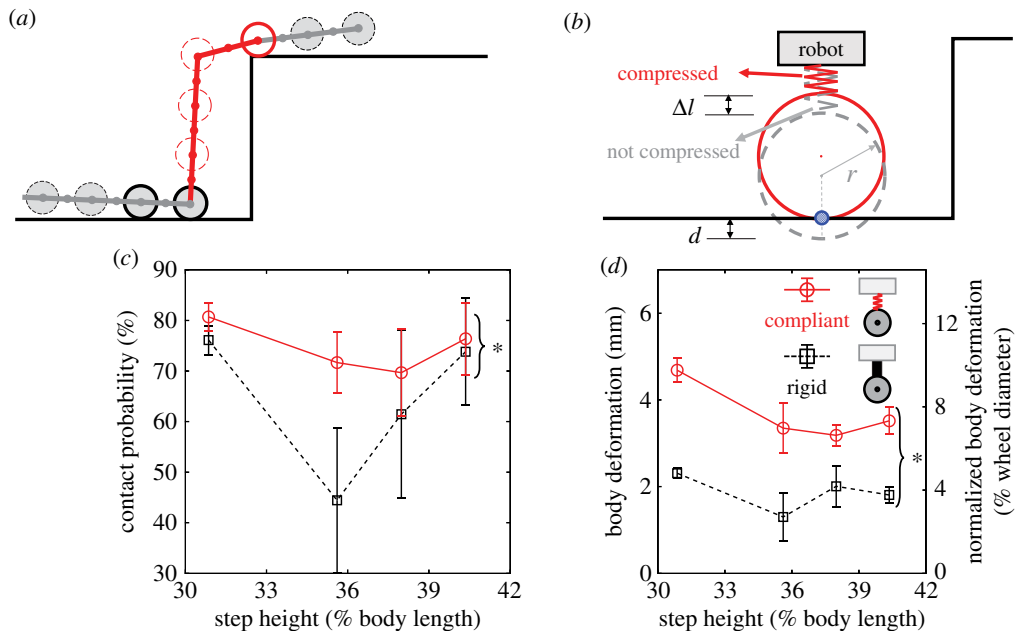 (a)
(b)
robot
compressed
Δl
not compressed
r
d
(c)
90
80
70
60
50
40
30
contact probability (%)
*
30 33 36 39 42
step height (% body length)
(d)
6
4
2
0
body deformation (mm)
compliant
rigid
*
12
8
4
0
normalized body deformation
(% wheel diameter)
30 33 36 39 42
step height (% body length)